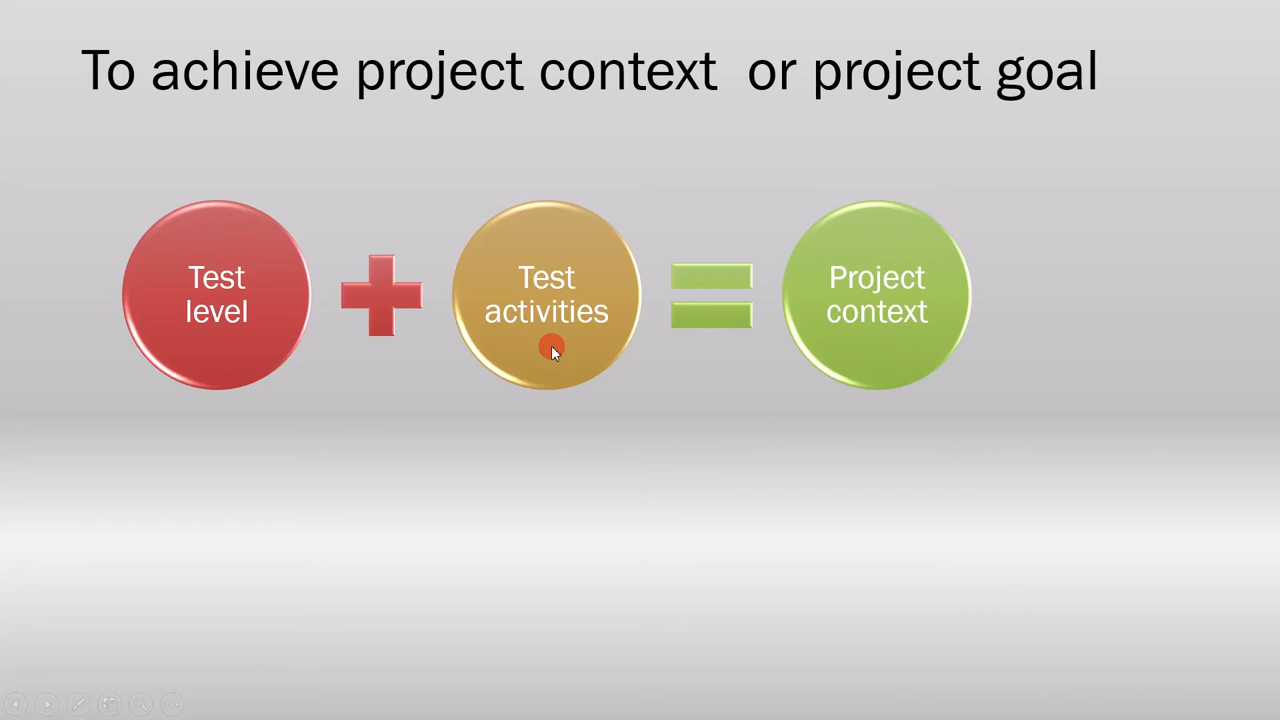 To achieve project context  or project goal
Test
level
Test
activities
Project
context